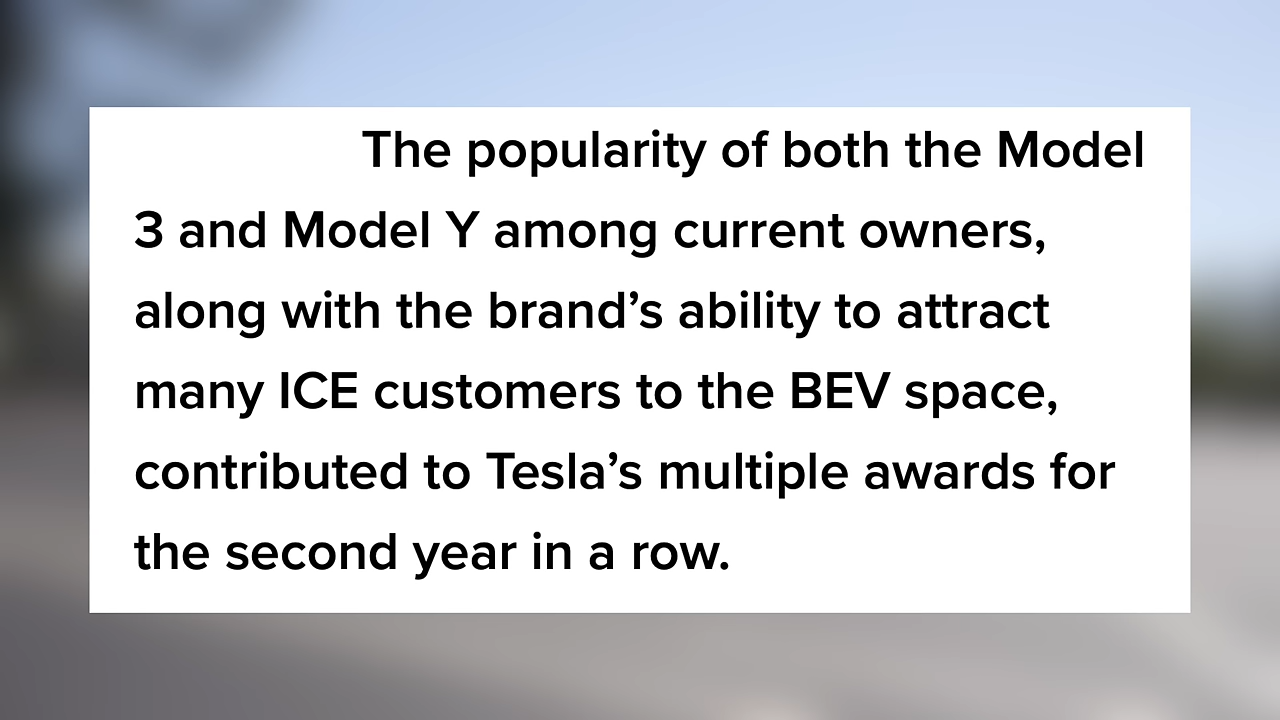 The popularity of both the Model
3 and Model Y among current owners,
along with the brand’s ability to attract
many ICE customers to the BEV space,
contributed to Tesla’s multiple awards for
the second year in a row.